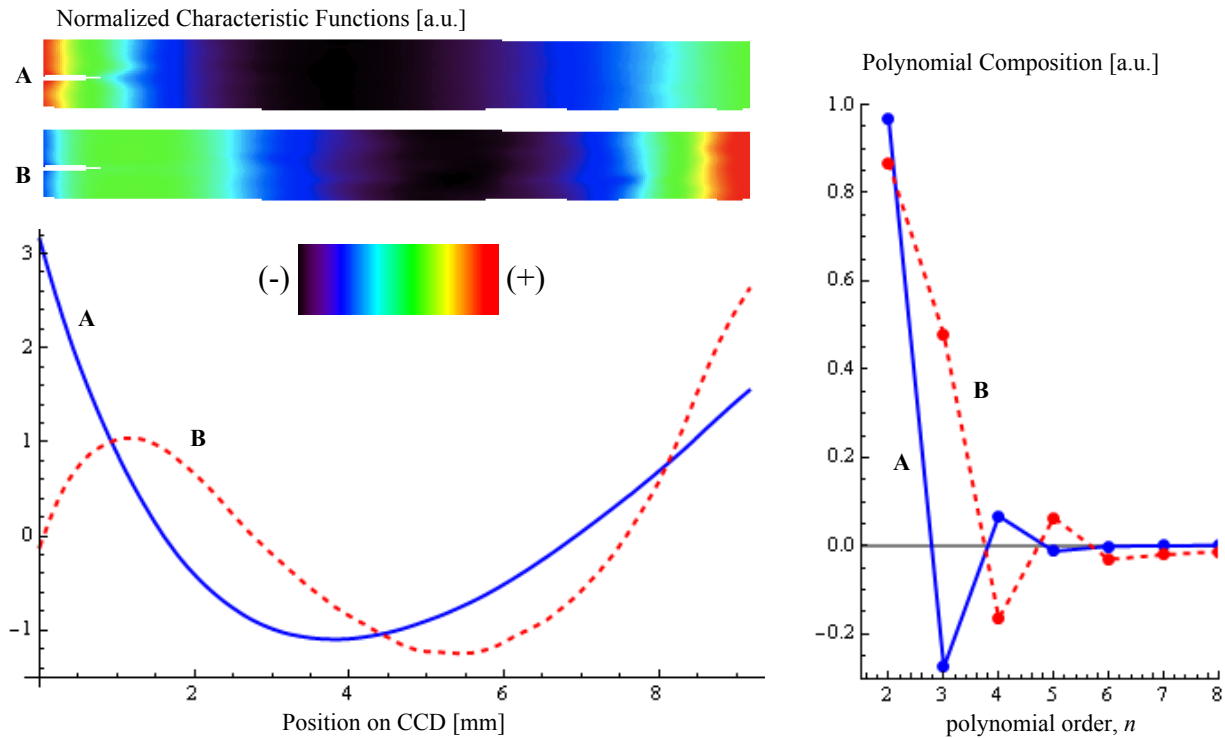 Normalized Characteristic Functions [a.u.]
A
B
(-) (+)
3
2
1
0
−1
A
B
2 4 6 8
Position on CCD [mm]
Polynomial Composition [a.u.]
1.0
0.8
0.6
0.4
0.2
0.0
−0.2
B
A
2 3 4 5 6 7 8
polynomial order, n